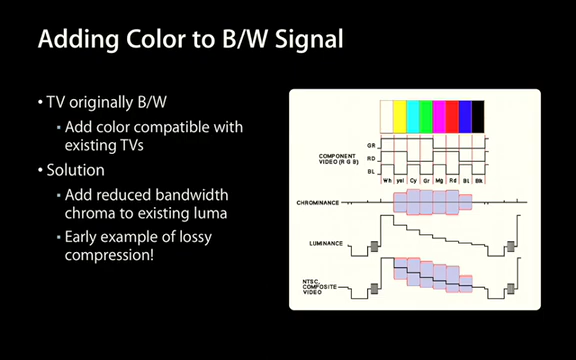 Adding Color to B/W Signal
• TV originally B/W
▪ Add color compatible with
existing TVs
• Solution
▪ Add reduced bandwidth
chroma to existing luma
▪ Early example of lossy
compression!
COMPONENT
VIDEO (R G B)
GR
RD
BL
Wh yel Cy Gr Mg Rd Bl Blk
CHROMINANCE
LUMINANCE
NTSC
COMPOSITE
VIDEO